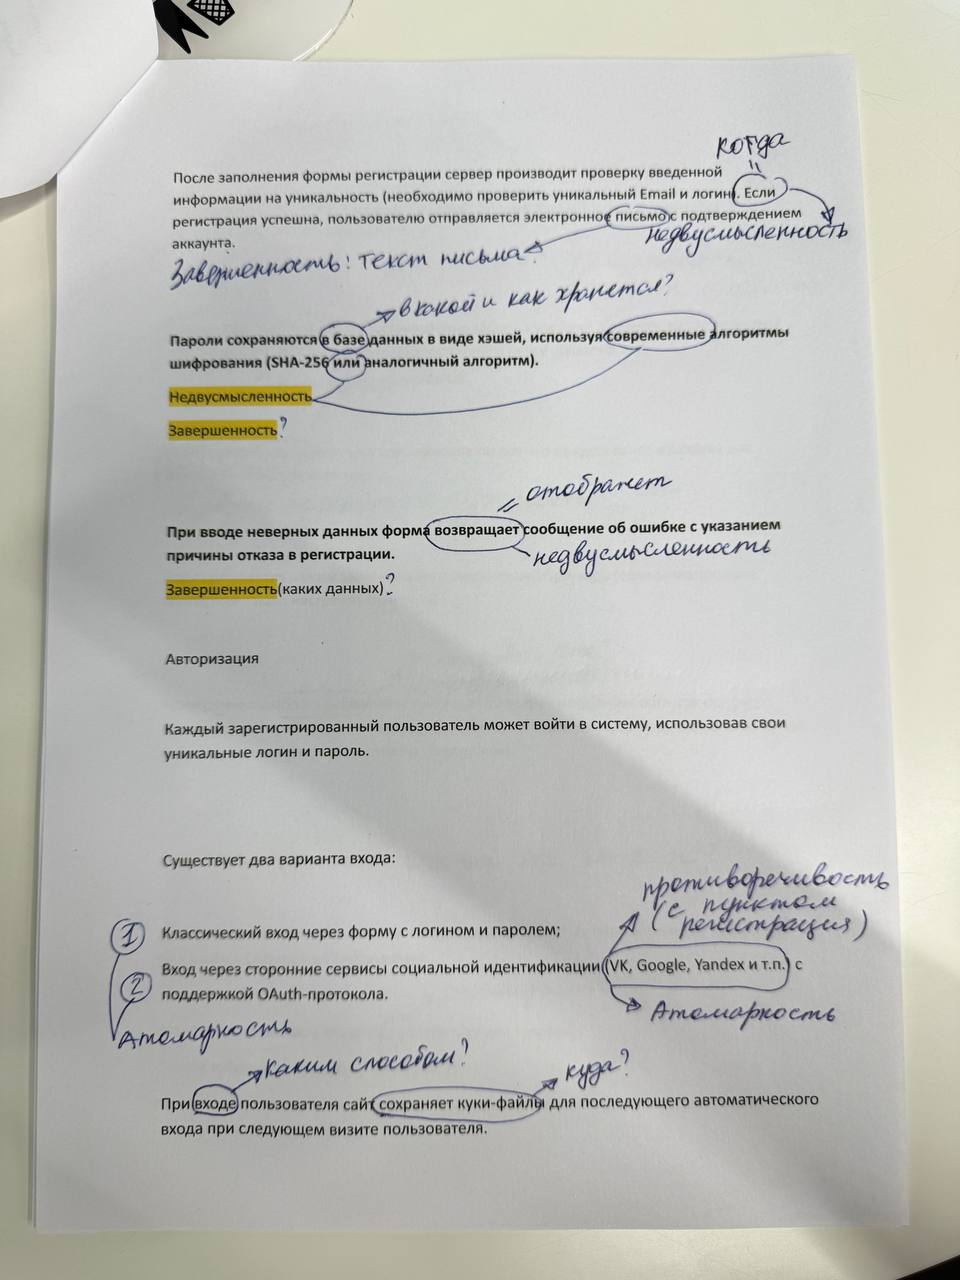 когда
После заполнения формы регистрации сервер производит проверку введенной
информации на уникальность (необходимо проверить уникальный Email и логин). Если
регистрация успешна, пользователю отправляется электронное письмо с подтверждением
аккаунта.
недвусмысленность
Завершенность! текст письма?
в какой и как хранется?
Пароли сохраняются в базе данных в виде хэшей, используя современные алгоритмы
шифрования (SHA-256 или аналогичный алгоритм).
Недвусмысленность
Завершенность?
= отображает
При вводе неверных данных форма возвращает сообщение об ошибке с указанием
причины отказа в регистрации.
недвусмысленность
Завершенность(каких данных)?
Авторизация
Каждый зарегистрированный пользователь может войти в систему, использовав свои
уникальные логин и пароль.
Существует два варианта входа:
противоречивость
(с пунктом
регистрация)
1 Классический вход через форму с логином и паролем;
2 Вход через сторонние сервисы социальной идентификации (VK, Google, Yandex и т.п.) с
поддержкой OAuth-протокола.
Атомарность
Атомарность
каким способом?
куда?
При входе пользователя сайт сохраняет куки-файлы для последующего автоматического
входа при следующем визите пользователя.